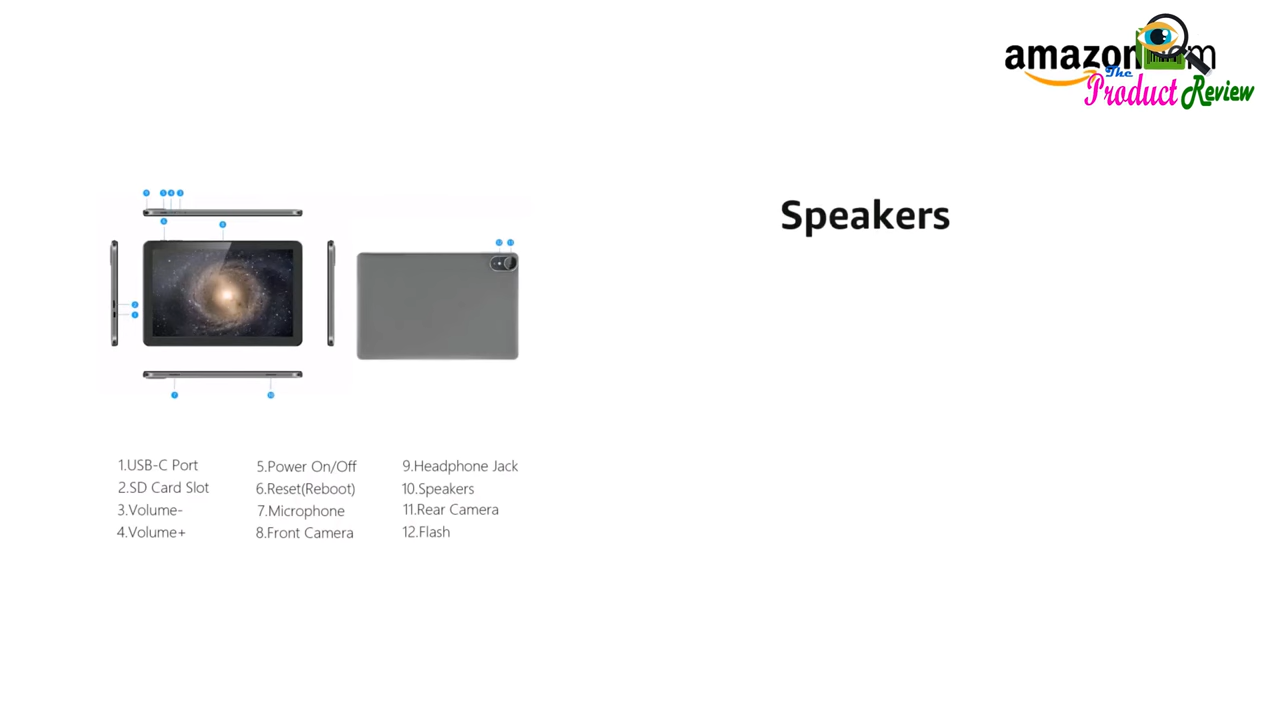 amazon
The
Product Review
Speakers
1.USB-C Port
2.SD Card Slot
3.Volume-
4.Volume+
5.Power On/Off
6.Reset(Reboot)
7.Microphone
8.Front Camera
9.Headphone Jack
10.Speakers
11.Rear Camera
12.Flash